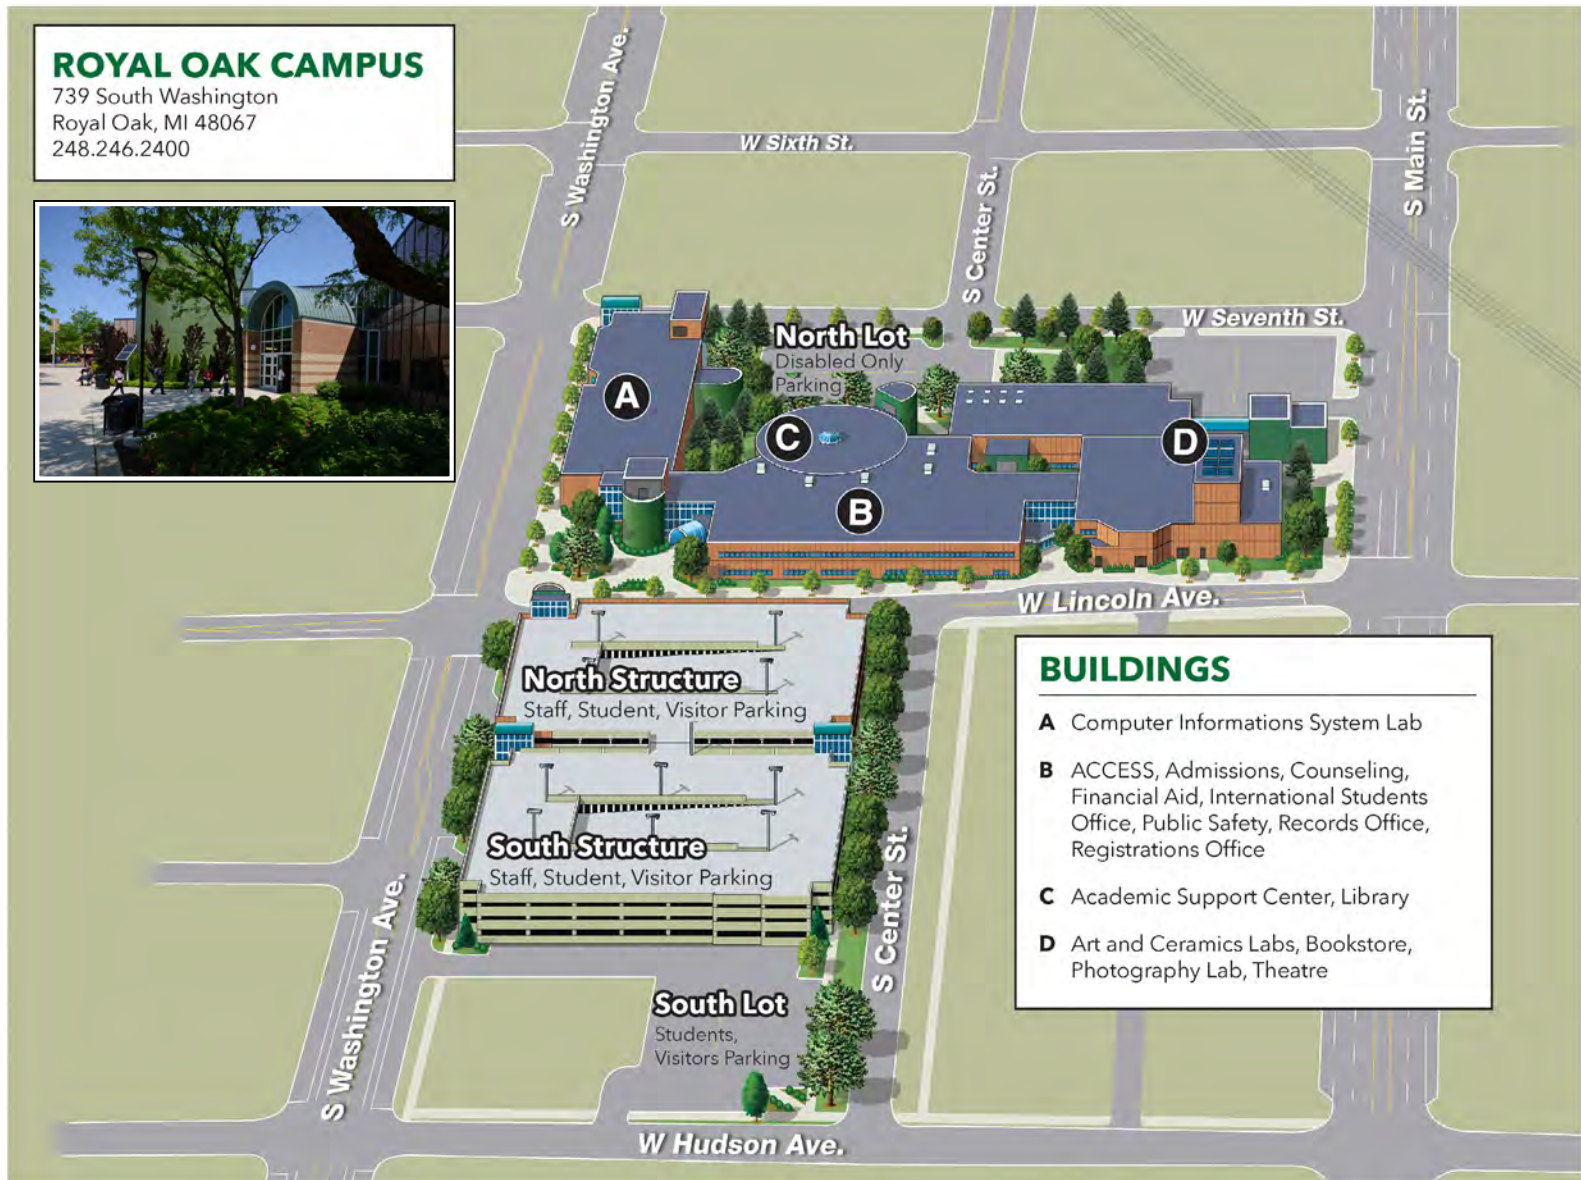 ROYAL OAK CAMPUS
739 South Washington
Royal Oak, MI 48067
248.246.2400
S Washington Ave.
W Sixth St.
S Center St.
S Main St.
W Seventh St.
North Lot
Disabled Only
Parking
A
C
D
B
W Lincoln Ave.
North Structure
Staff, Student, Visitor Parking
South Structure
Staff, Student, Visitor Parking
S Washington Ave.
S Center St.
South Lot
Students,
Visitors Parking
W Hudson Ave.
BUILDINGS
A Computer Informations System Lab
B ACCESS, Admissions, Counseling,
Financial Aid, International Students
Office, Public Safety, Records Office,
Registrations Office
C Academic Support Center, Library
D Art and Ceramics Labs, Bookstore,
Photography Lab, Theatre